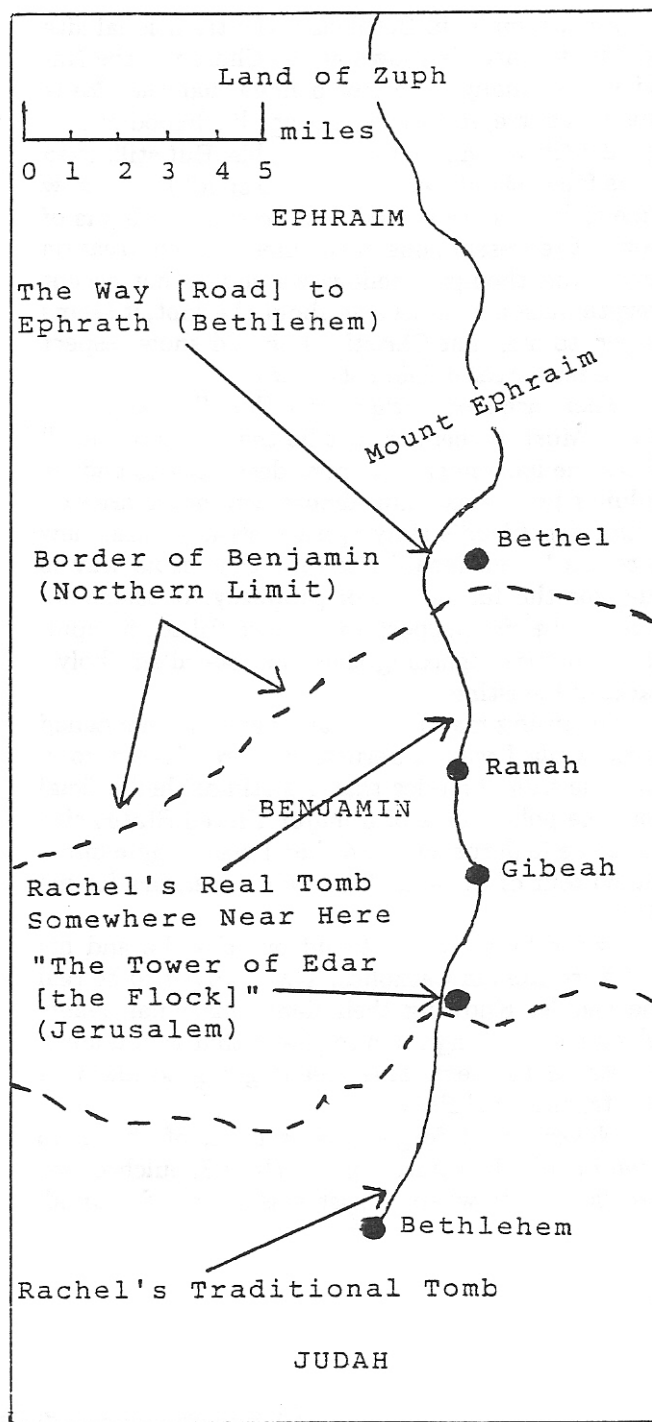 Land of Zuph
miles
0 1 2 3 4 5
EPHRAIM
The Way [Road] to
Ephrath (Bethlehem)
Mount Ephraim
Bethel
Border of Benjamin
(Northern Limit)
Ramah
BENJAMIN
Gibeah
Rachel's Real Tomb
Somewhere Near Here
"The Tower of Edar
[the Flock]"
(Jerusalem)
Bethlehem
Rachel's Traditional Tomb
JUDAH